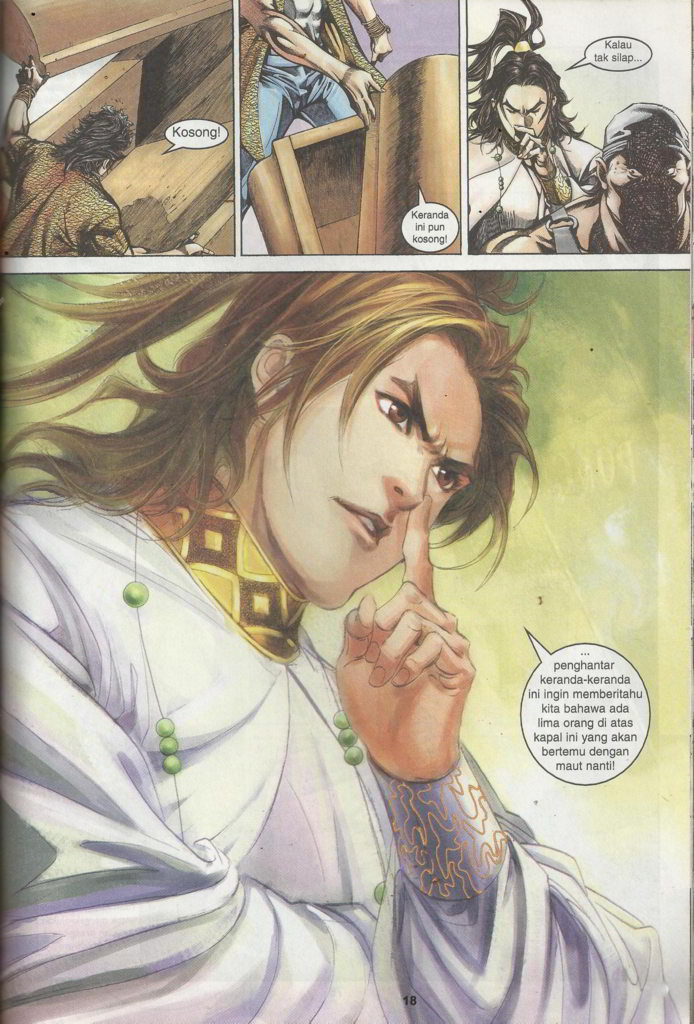 Kosong!
Keranda
ini pun
kosong!
Kalau
tak silap...
...
penghantar
keranda-keranda
ini ingin memberitahu
kita bahawa ada
lima orang di atas
kapal ini yang akan
bertemu dengan
maut nanti!
18